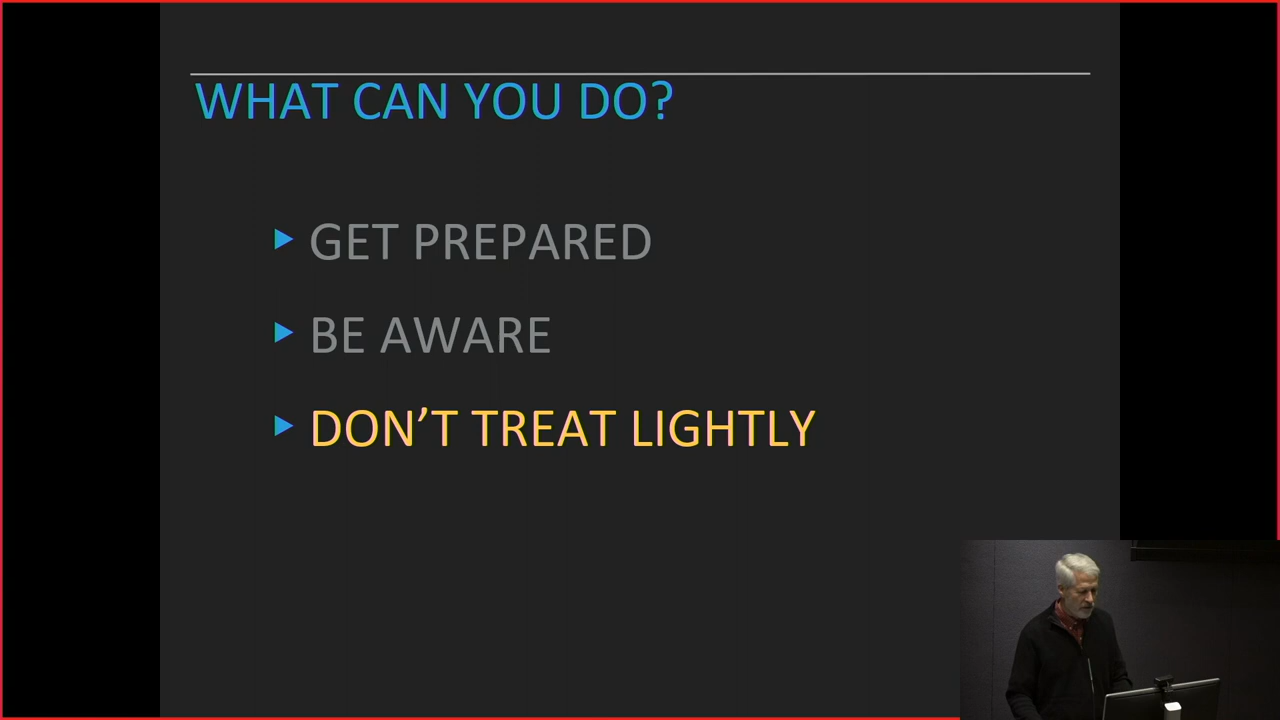 WHAT CAN YOU DO?
GET PREPARED
BE AWARE
DON’T TREAT LIGHTLY